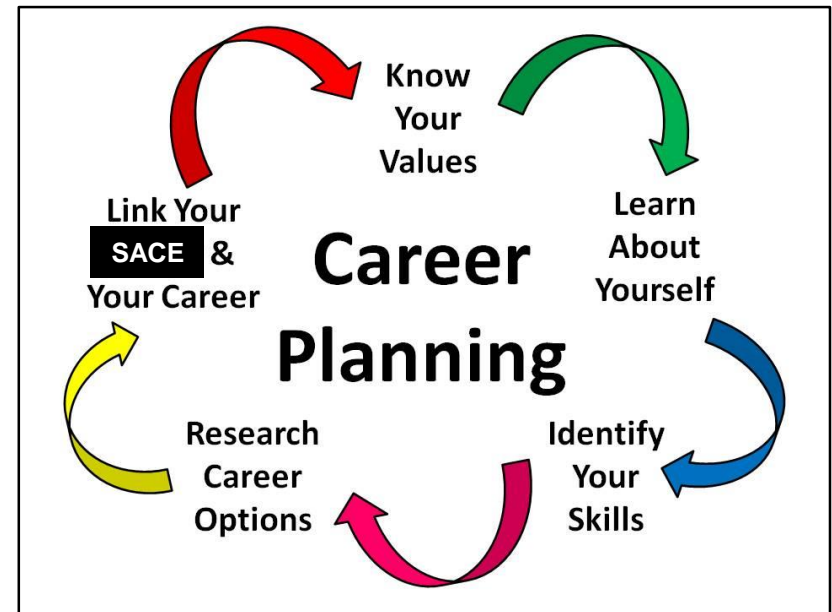 Career
Planning
Know
Your
Values
Learn
About
Yourself
Identify
Your
Skills
Research
Career
Options
Link Your
SACE &
Your Career